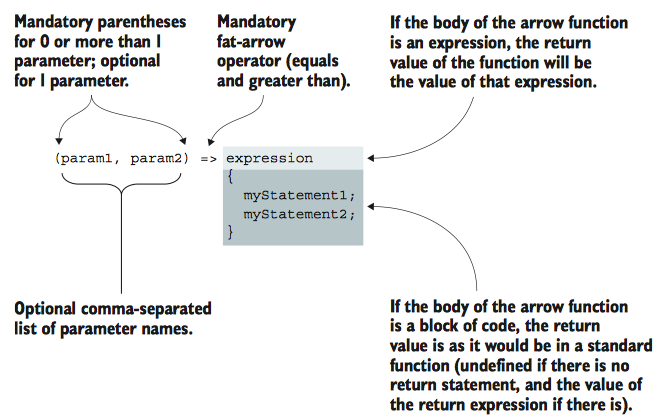 Mandatory parentheses
for 0 or more than 1
parameter; optional
for 1 parameter.
Mandatory
fat-arrow
operator (equals
and greater than).
If the body of the arrow function
is an expression, the return
value of the function will be
the value of that expression.
(param1, param2) => expression
{
myStatement1;
myStatement2;
}
Optional comma-separated
list of parameter names.
If the body of the arrow function
is a block of code, the return
value is as it would be in a standard
function (undefined if there is no
return statement, and the value of
the return expression if there is).